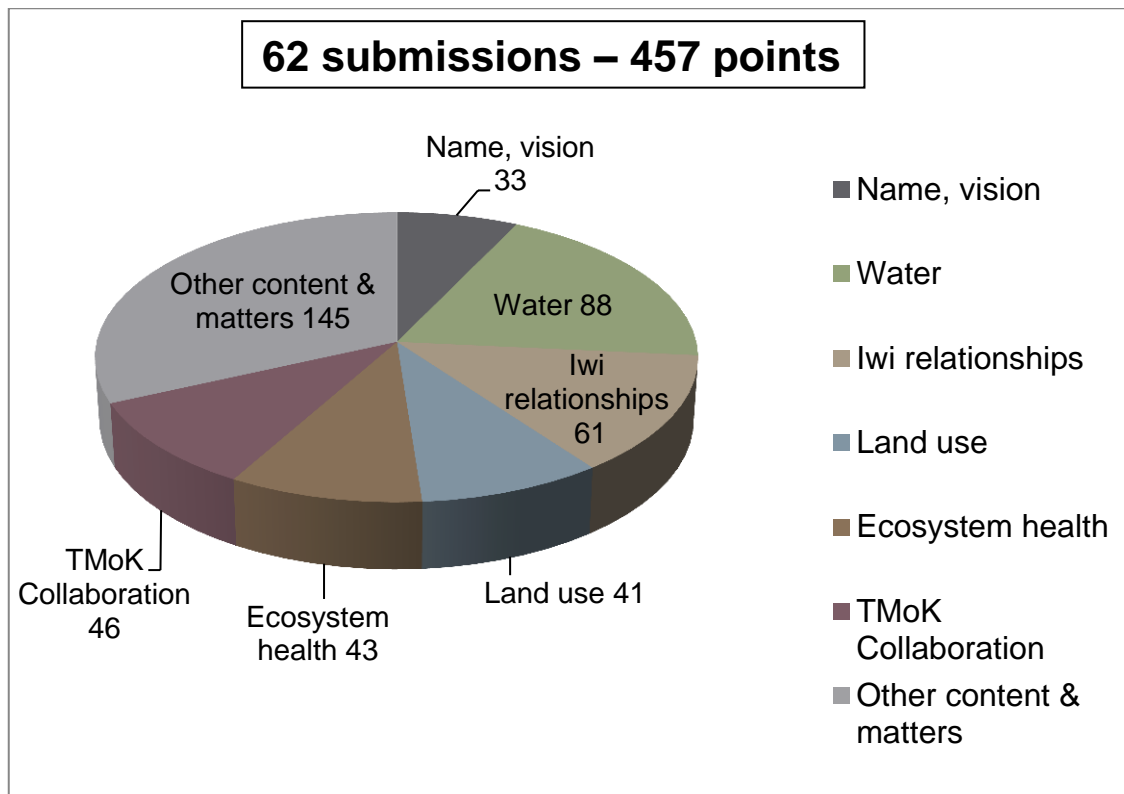 62 submissions – 457 points
Name, vision
33
Water 88
Iwi
relationships
61
Land use 41
Ecosystem
health 43
TMoK
Collaboration
46
Other content &
matters 145
Name, vision
Water
Iwi relationships
Land use
Ecosystem health
TMoK
Collaboration
Other content &
matters